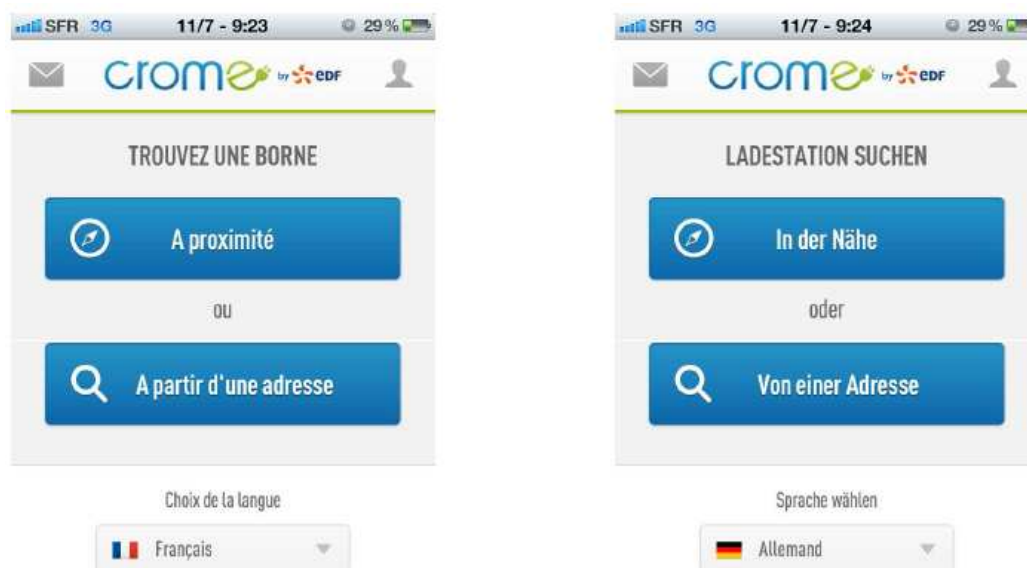 SFR 3G 11/7 - 9:23 29 %
crome by edf
TROUVEZ UNE BORNE
A proximité
ou
A partir d'une adresse
Choix de la langue
Français
SFR 3G 11/7 - 9:24 29 %
crome by edf
LADESTATION SUCHEN
In der Nähe
oder
Von einer Adresse
Sprache wählen
Allemand